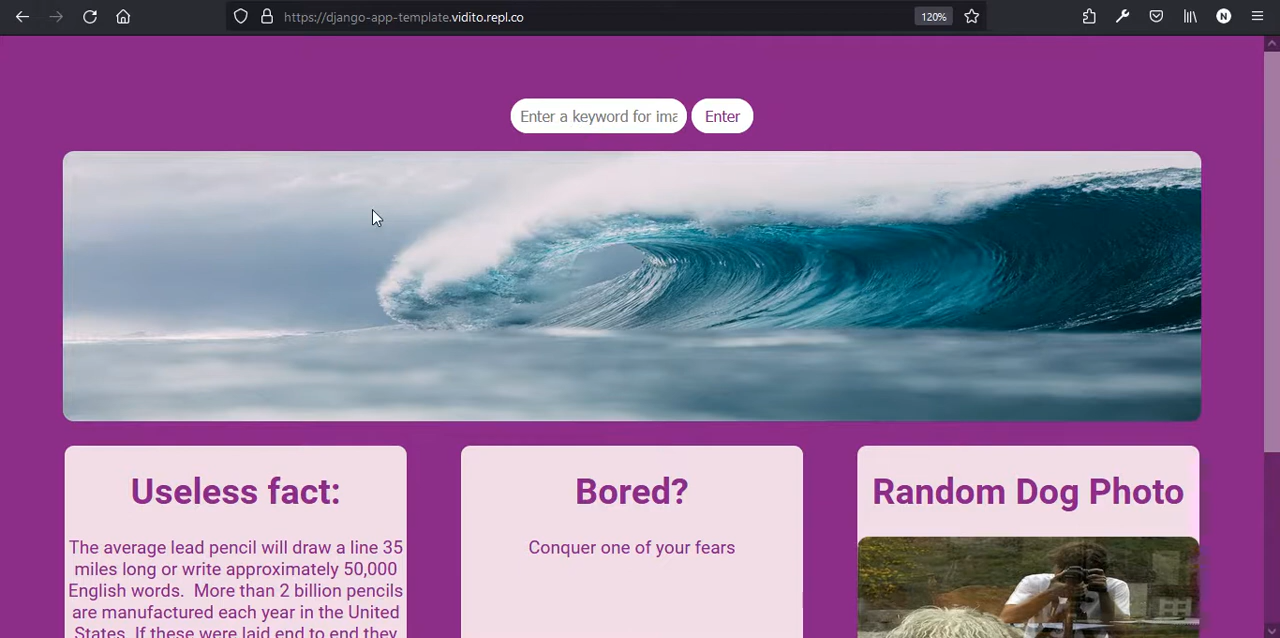 https://django-app-template.vidito.repl.co
120%
N
Enter a keyword for ima
Enter
Useless fact:
The average lead pencil will draw a line 35
miles long or write approximately 50,000
English words. More than 2 billion pencils
are manufactured each year in the United
States. If these were laid end to end they
Bored?
Conquer one of your fears
Random Dog Photo